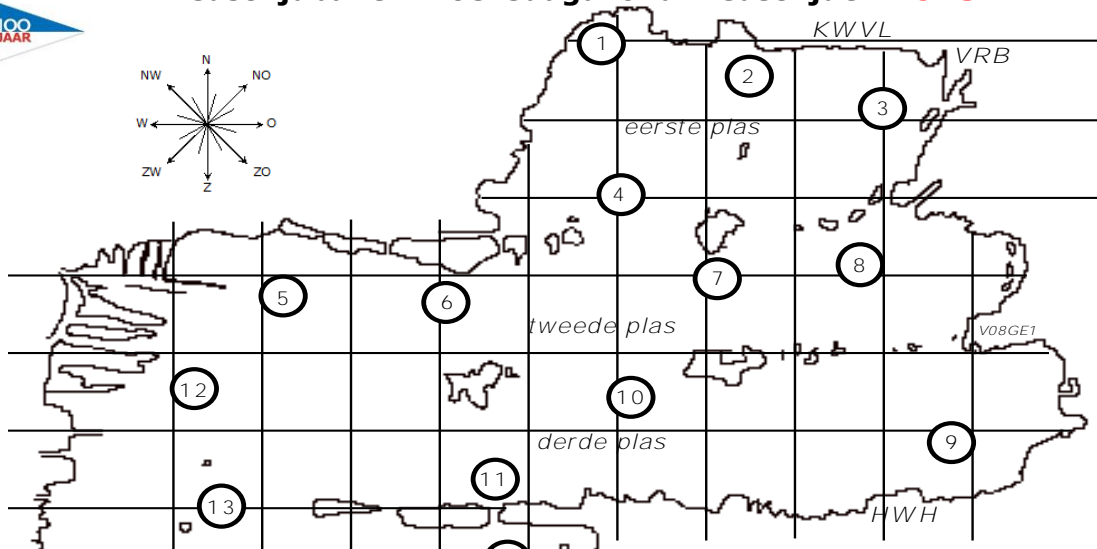 100
JAAR
KWVL
VRB
N
NW
NO
W
O
ZW
ZO
Z
1
2
3
eerste plas
4
5
6
7
8
tweede plas
V08GE1
12
10
9
derde plas
11
13
HWH